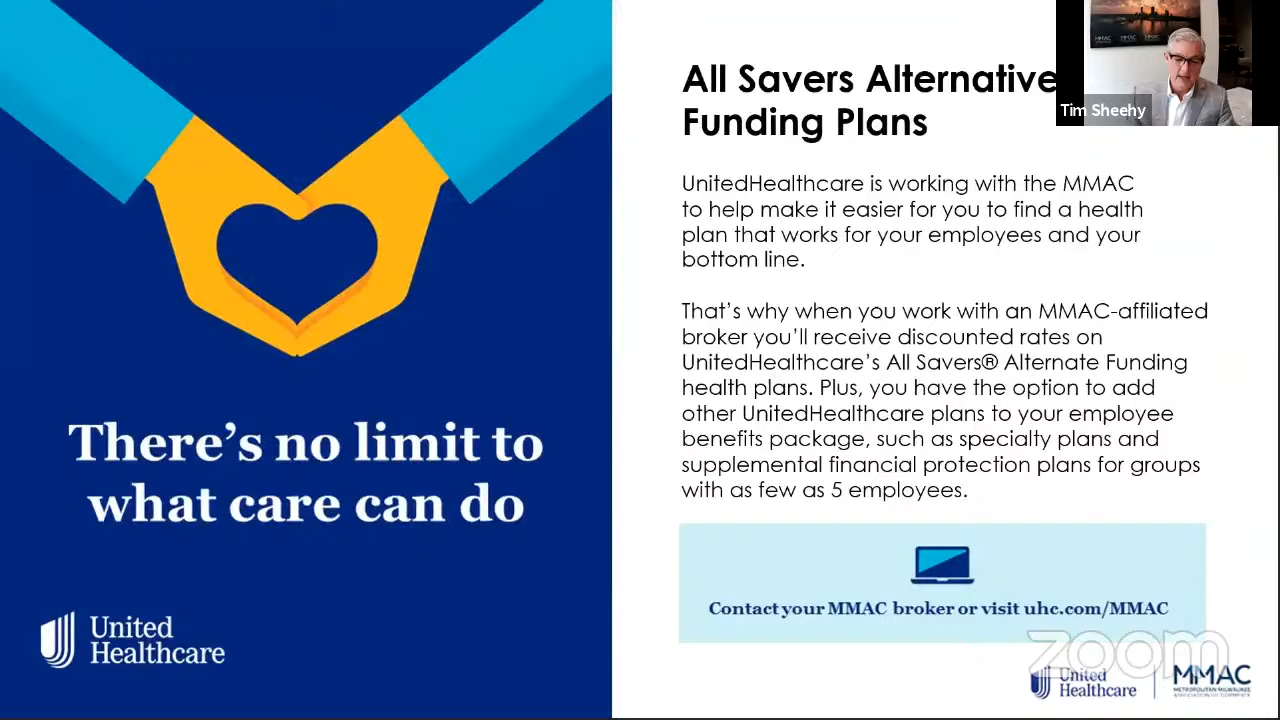 There's no limit to
what care can do
United
Healthcare
All Savers Alternative
Funding Plans
UnitedHealthcare is working with the MMAC
to help make it easier for you to find a health
plan that works for your employees and your
bottom line.
That's why when you work with an MMAC-affiliated
broker you'll receive discounted rates on
UnitedHealthcare's All Savers® Alternate Funding
health plans. Plus, you have the option to add
other UnitedHealthcare plans to your employee
benefits package, such as specialty plans and
supplemental financial protection plans for groups
with as few as 5 employees.
Contact your MMAC broker or visit uhc.com/MMAC
zoom
United
Healthcare
MMAC
METROPOLITAN MILWAUKEE
ASSOCIATION OF COMMERCE
Tim Sheehy